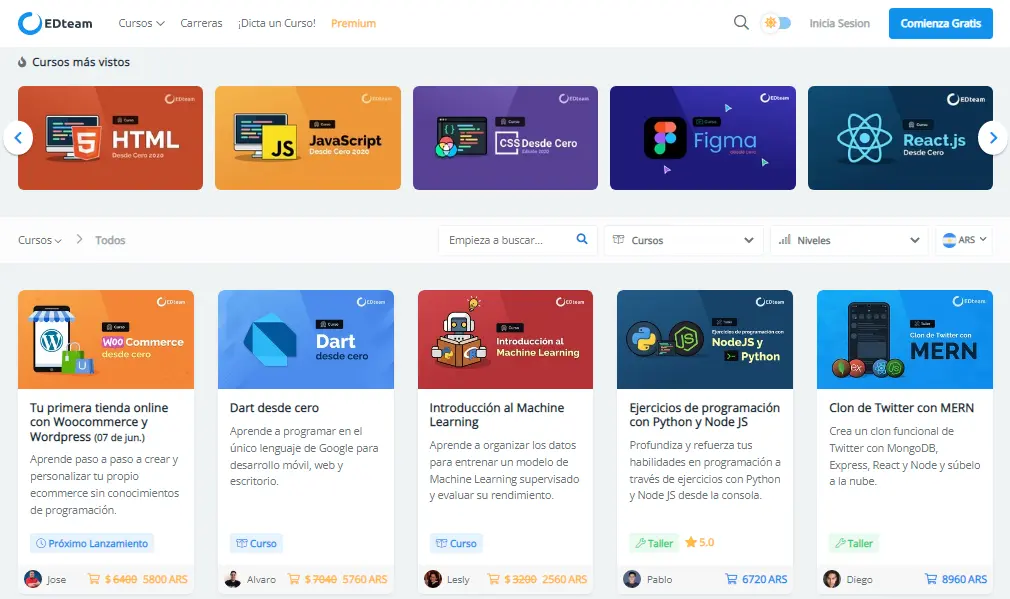 EDteam
Cursos
Carreras
¡Dicta un Curso!
Premium
Inicia Sesion
Comienza Gratis
Cursos más vistos
EDteam
Curso
HTML
Desde Cero 2020
EDteam
Curso
JavaScript
Desde Cero 2020
JS
EDteam
Curso
CSS Desde Cero
Edición 2020
EDteam
Curso
Figma
desde cero
EDteam
Curso
React.js
Desde Cero
Cursos
Todos
Empieza a buscar...
Cursos
Niveles
ARS
EDteam
Curso
WOO Commerce
desde cero
EDteam
Curso
Dart
desde cero
EDteam
Curso
Introducción al
Machine Learning
EDteam
Taller
Ejercicios de programación con
NodeJS y
Python
EDteam
Taller
Clon de Twitter con
MERN
Tu primera tienda online
con Woocommerce y
Wordpress (07 de jun.)
Aprende paso a paso a crear y
personalizar tu propio
ecommerce sin conocimientos
de programación.
Próximo Lanzamiento
Jose
$ 6400 5800 ARS
Dart desde cero
Aprende a programar en el
único lenguaje de Google para
desarrollo móvil, web y
escritorio.
Curso
Alvaro
$ 7040 5760 ARS
Introducción al Machine
Learning
Aprende a organizar los datos
para entrenar un modelo de
Machine Learning supervisado
y evaluar su rendimiento.
Curso
Lesly
$ 3200 2560 ARS
Ejercicios de programación
con Python y Node JS
Profundiza y refuerza tus
habilidades en programación a
través de ejercicios con Python
y Node JS desde la consola.
Taller
5.0
Pablo
6720 ARS
Clon de Twitter con MERN
Crea un clon funcional de
Twitter con MongoDB,
Express, React y Node y súbelo
a la nube.
Taller
Diego
8960 ARS